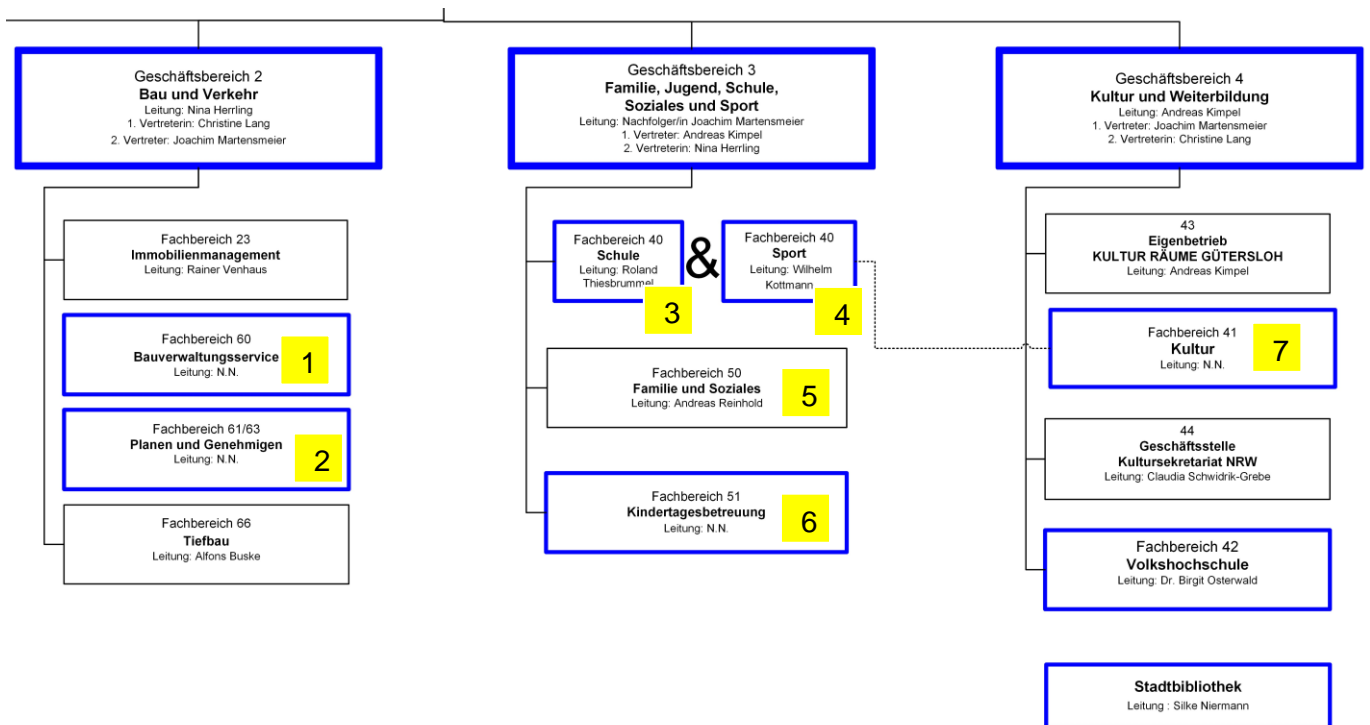 Geschäftsbereich 2
Bau und Verkehr
Leitung: Nina Herrling
1. Vertreterin: Christine Lang
2. Vertreter: Joachim Martensmeier
Fachbereich 23
Immobilienmanagement
Leitung: Rainer Venhaus
Fachbereich 60
Bauverwaltungsservice
Leitung: N.N.
1
Fachbereich 61/63
Planen und Genehmigen
Leitung: N.N.
2
Fachbereich 66
Tiefbau
Leitung: Alfons Buske
Geschäftsbereich 3
Familie, Jugend, Schule,
Soziales und Sport
Leitung: Nachfolger/in Joachim Martensmeier
1. Vertreter: Andreas Kimpel
2. Vertreterin: Nina Herrling
Fachbereich 40
Schule
Leitung: Roland
Thiesbrummel
3
&
Fachbereich 40
Sport
Leitung: Wilhelm
Kottmann
4
Fachbereich 50
Familie und Soziales
Leitung: Andreas Reinhold
5
Fachbereich 51
Kindertagesbetreuung
Leitung: N.N.
6
Geschäftsbereich 4
Kultur und Weiterbildung
Leitung: Andreas Kimpel
1. Vertreter: Joachim Martensmeier
2. Vertreterin: Christine Lang
43
Eigenbetrieb
KULTUR RÄUME GÜTERSLOH
Leitung: Andreas Kimpel
Fachbereich 41
Kultur
Leitung: N.N.
7
44
Geschäftsstelle
Kultursekretariat NRW
Leitung: Claudia Schwidrik-Grebe
Fachbereich 42
Volkshochschule
Leitung: Dr. Birgit Osterwald
Stadtbibliothek
Leitung : Silke Niermann